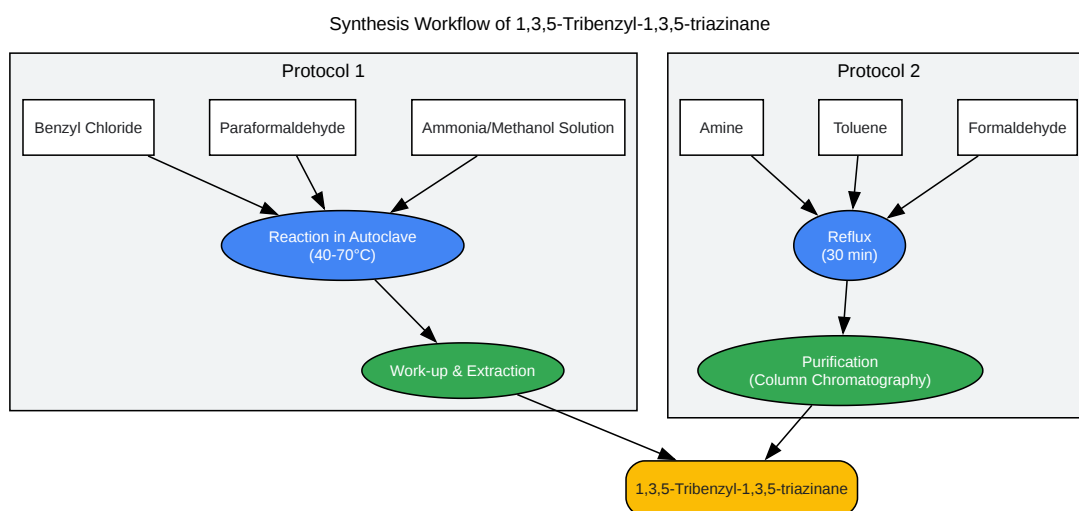 Synthesis Workflow of 1,3,5-Tribenzyl-1,3,5-triazinane
Protocol 1
Benzyl Chloride
Paraformaldehyde
Ammonia/Methanol Solution
Reaction in Autoclave
(40-70°C)
Work-up & Extraction
Protocol 2
Amine
Toluene
Formaldehyde
Reflux
(30 min)
Purification
(Column Chromatography)
1,3,5-Tribenzyl-1,3,5-triazinane